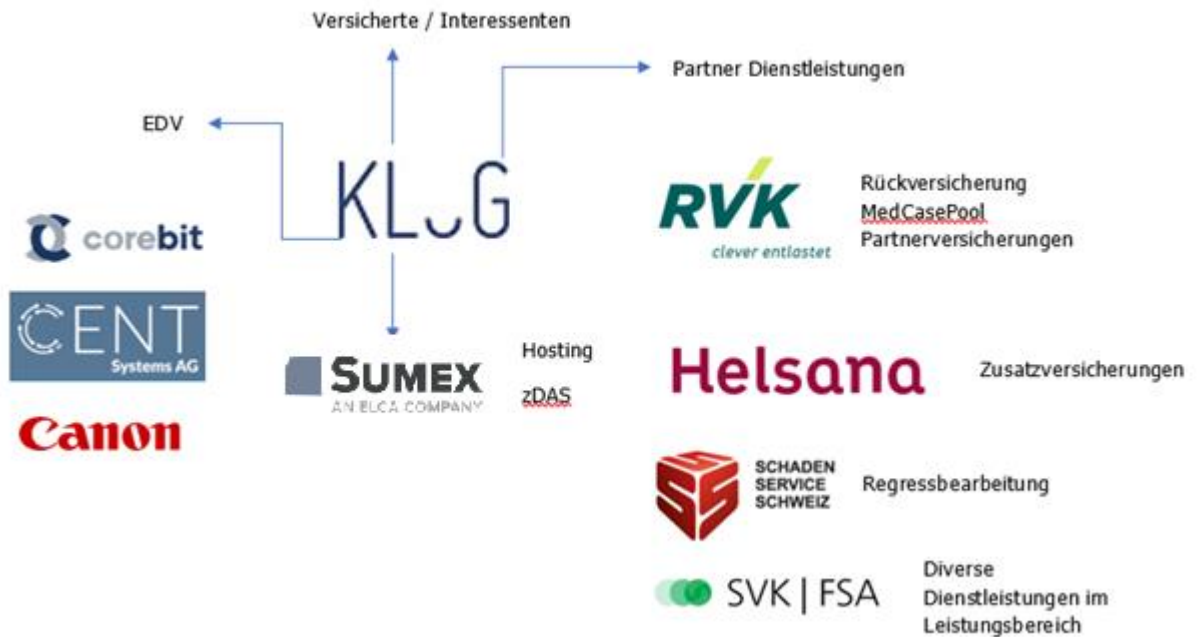 Versicherte / Interessenten
Partner Dienstleistungen
EDV
KLuG
corebit
CENT
Systems AG
Canon
SUMEX
AN ELCA COMPANY
Hosting
zDAS
RVK
clever entlastet
Rückversicherung
MedCasePool
Partnerversicherungen
Helsana
Zusatzversicherungen
SSS
SCHADEN
SERVICE
SCHWEIZ
Regressbearbeitung
SVK | FSA
Diverse
Dienstleistungen im
Leistungsbereich